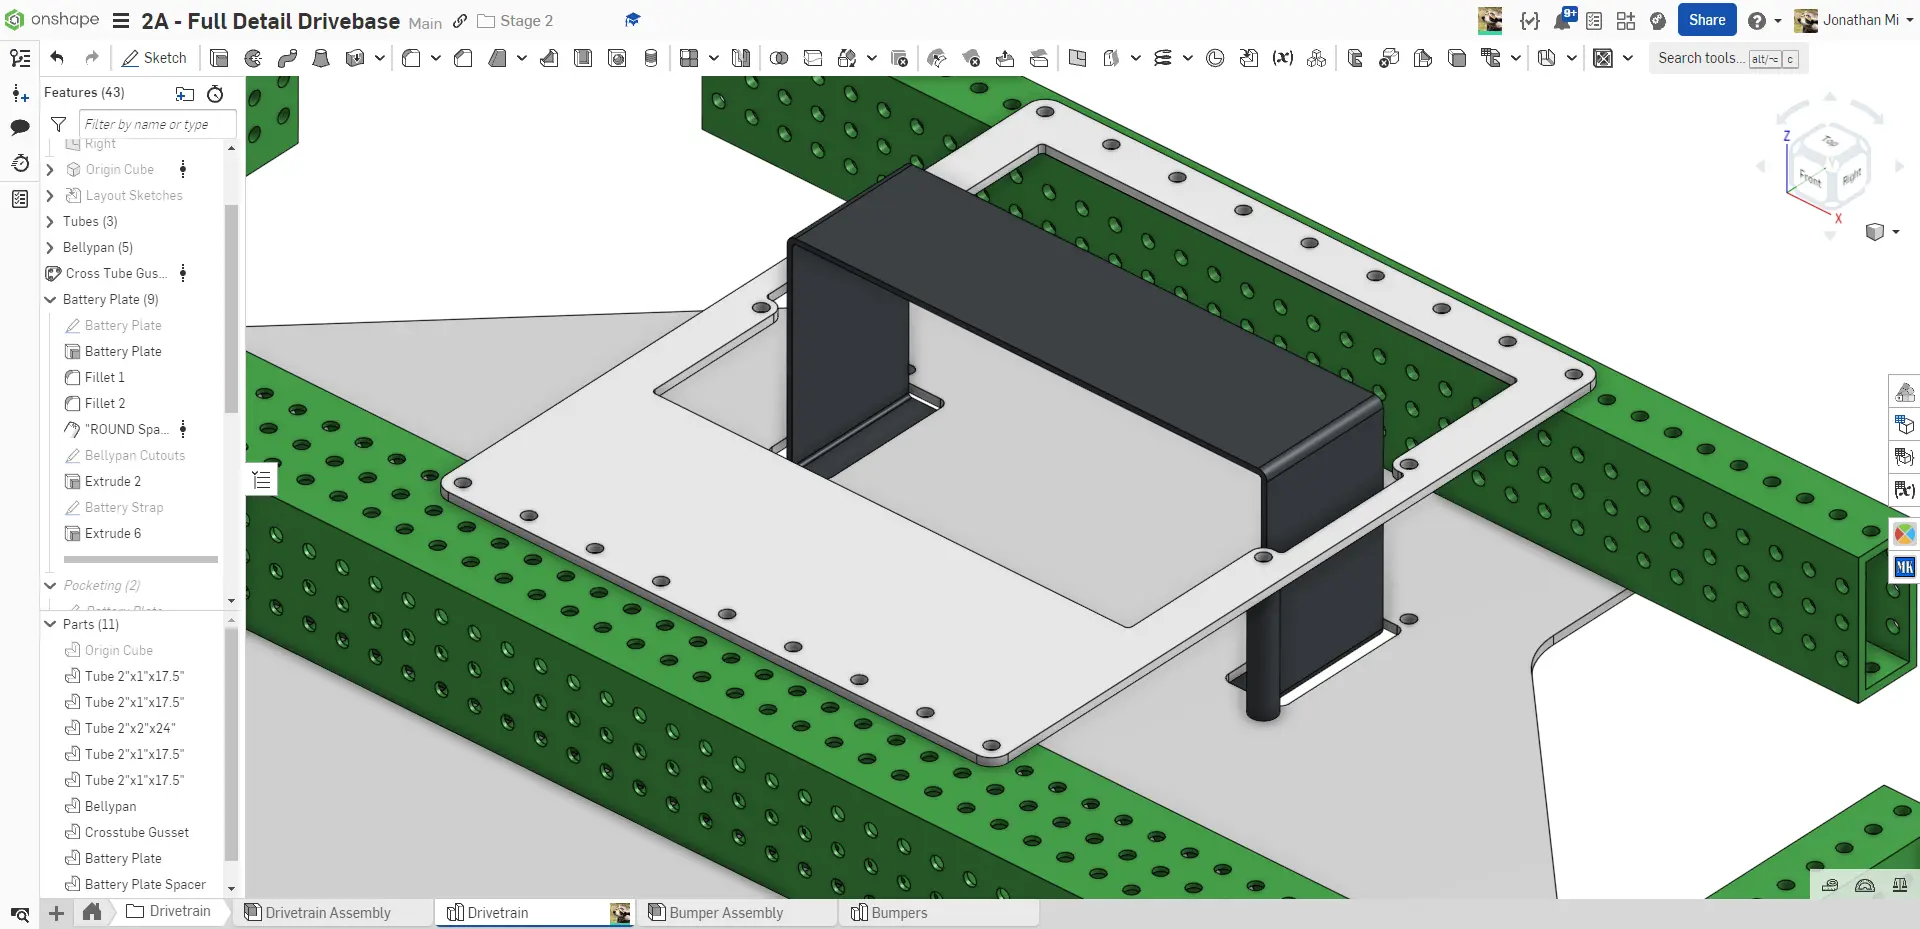 onshape 2A - Full Detail Drivebase Main Stage 2 9+ Share Jonathan Mi
Sketch Search tools... alt/⌥ c
Features (43)
Filter by name or type
Right
Origin Cube
Layout Sketches
Tubes (3)
Bellypan (5)
Cross Tube Gus...
Battery Plate (9)
Battery Plate
Battery Plate
Fillet 1
Fillet 2
"ROUND Spa...
Bellypan Cutouts
Extrude 2
Battery Strap
Extrude 6
Pocketing (2)
Battery Plate
Parts (11)
Origin Cube
Tube 2"x1"x17.5"
Tube 2"x1"x17.5"
Tube 2"x2"x24"
Tube 2"x1"x17.5"
Tube 2"x1"x17.5"
Bellypan
Crosstube Gusset
Battery Plate
Battery Plate Spacer
Z
Top
Front
Right
X
MK
Drivetrain Drivetrain Assembly Drivetrain Bumper Assembly Bumpers